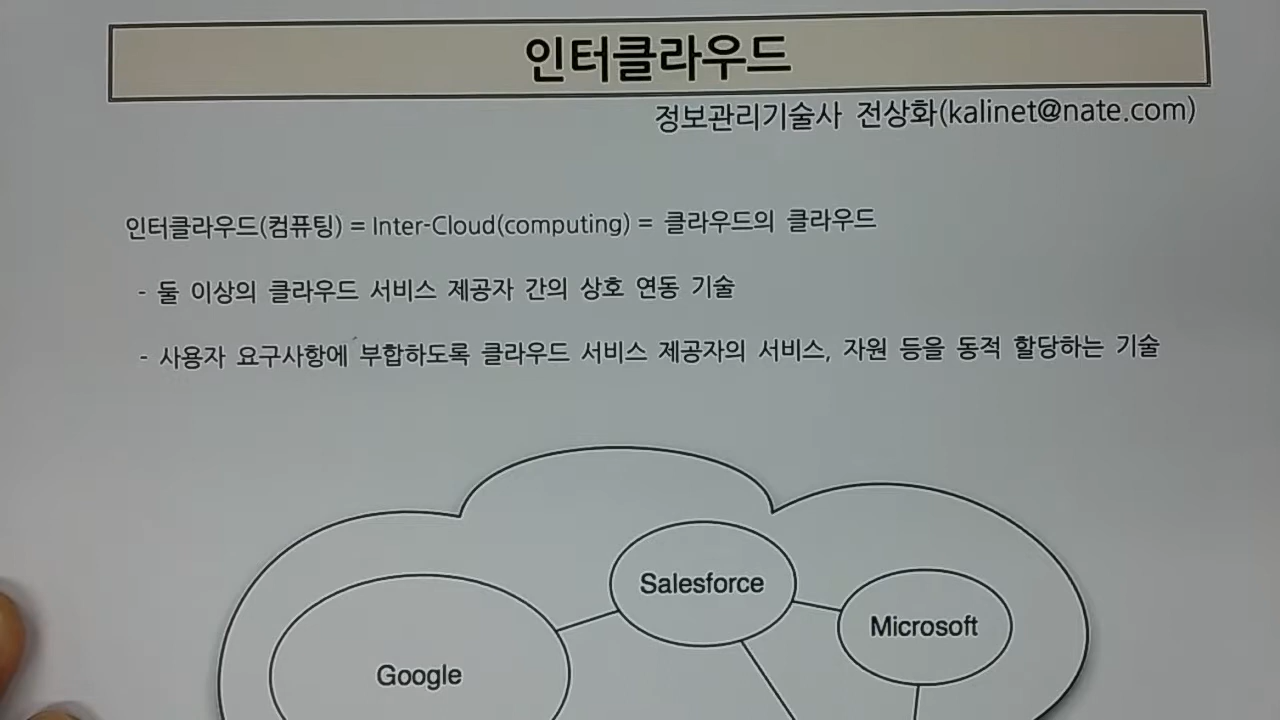 인터클라우드
정보관리기술사 전상화(kalinet@nate.com)
인터클라우드(컴퓨팅) = Inter-Cloud(computing) = 클라우드의 클라우드
- 둘 이상의 클라우드 서비스 제공자 간의 상호 연동 기술
- 사용자 요구사항에 부합하도록 클라우드 서비스 제공자의 서비스, 자원 등을 동적 할당하는 기술
Salesforce
Microsoft
Google